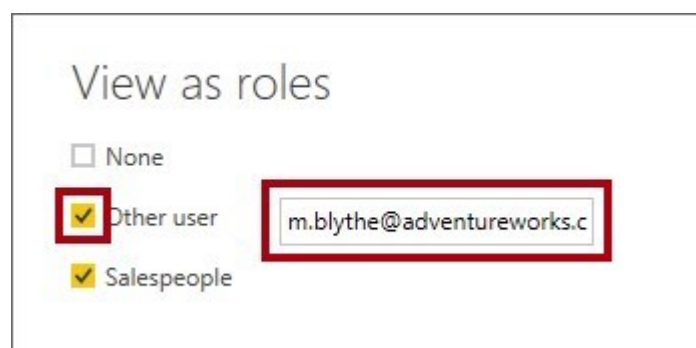 View as roles
None
Other user m.blythe@adventureworks.c
Salespeople